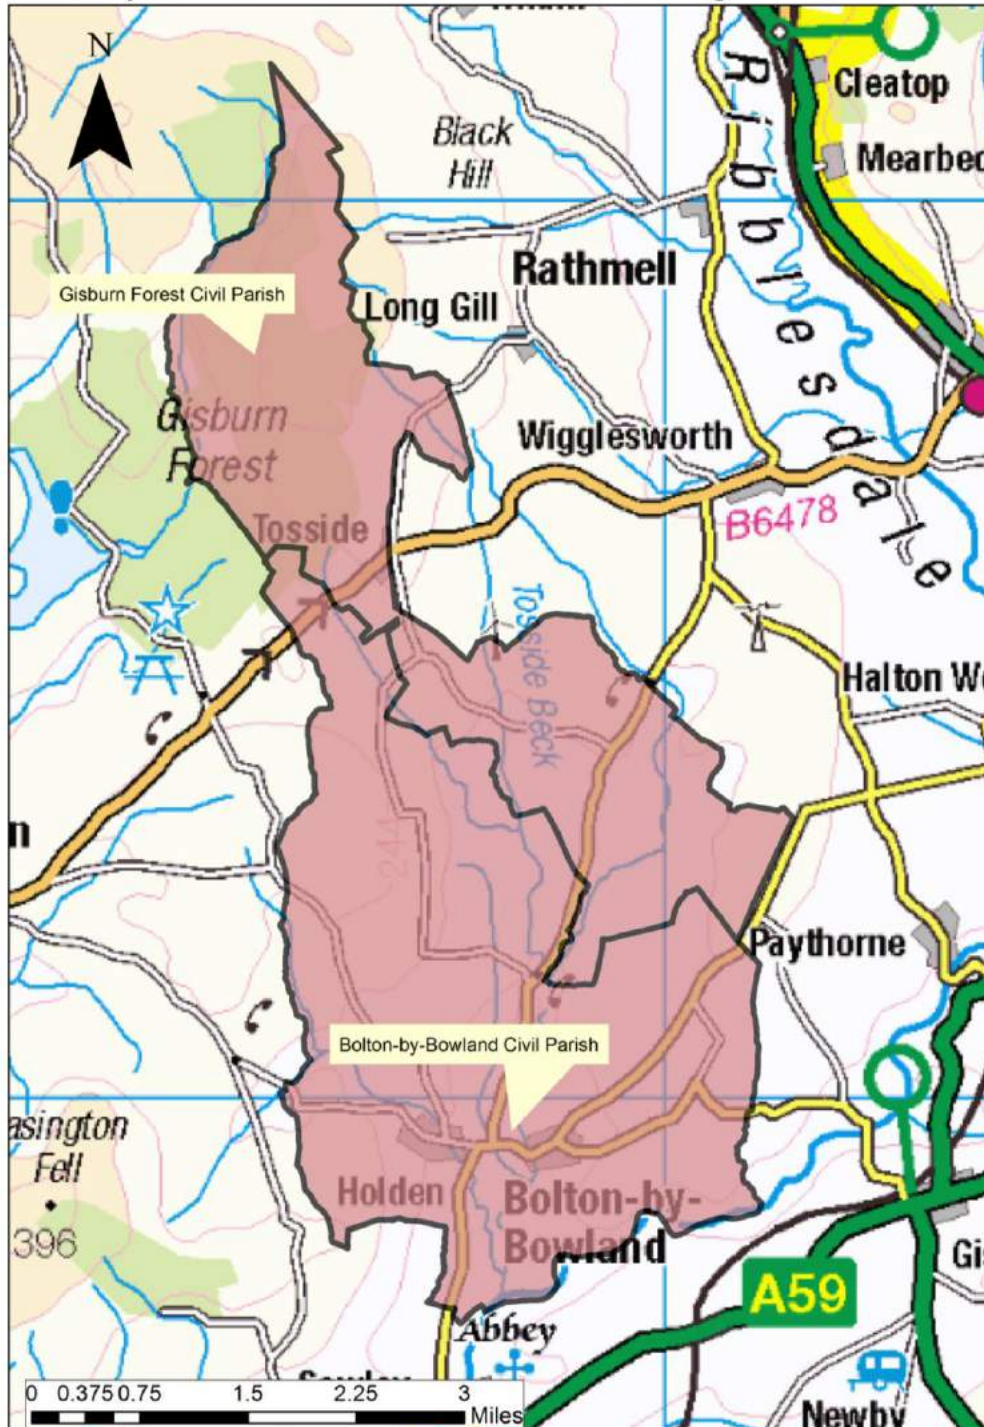 N
Cleatop
Black
Hill
Ribblesdale
Rathmell
Gisburn Forest Civil Parish
Long Gill
Gisburn
Forest
Wigglesworth
B6478
Tosside
Tosside Beck
Halton
244
n
Paythorne
Bolton-by-Bowland Civil Parish
asington
Fell
396
Holden
Bolton-by-
Bowland
Gi
A59
Abbey
Newby
0 0.375 0.75 1.5 2.25 3
Miles